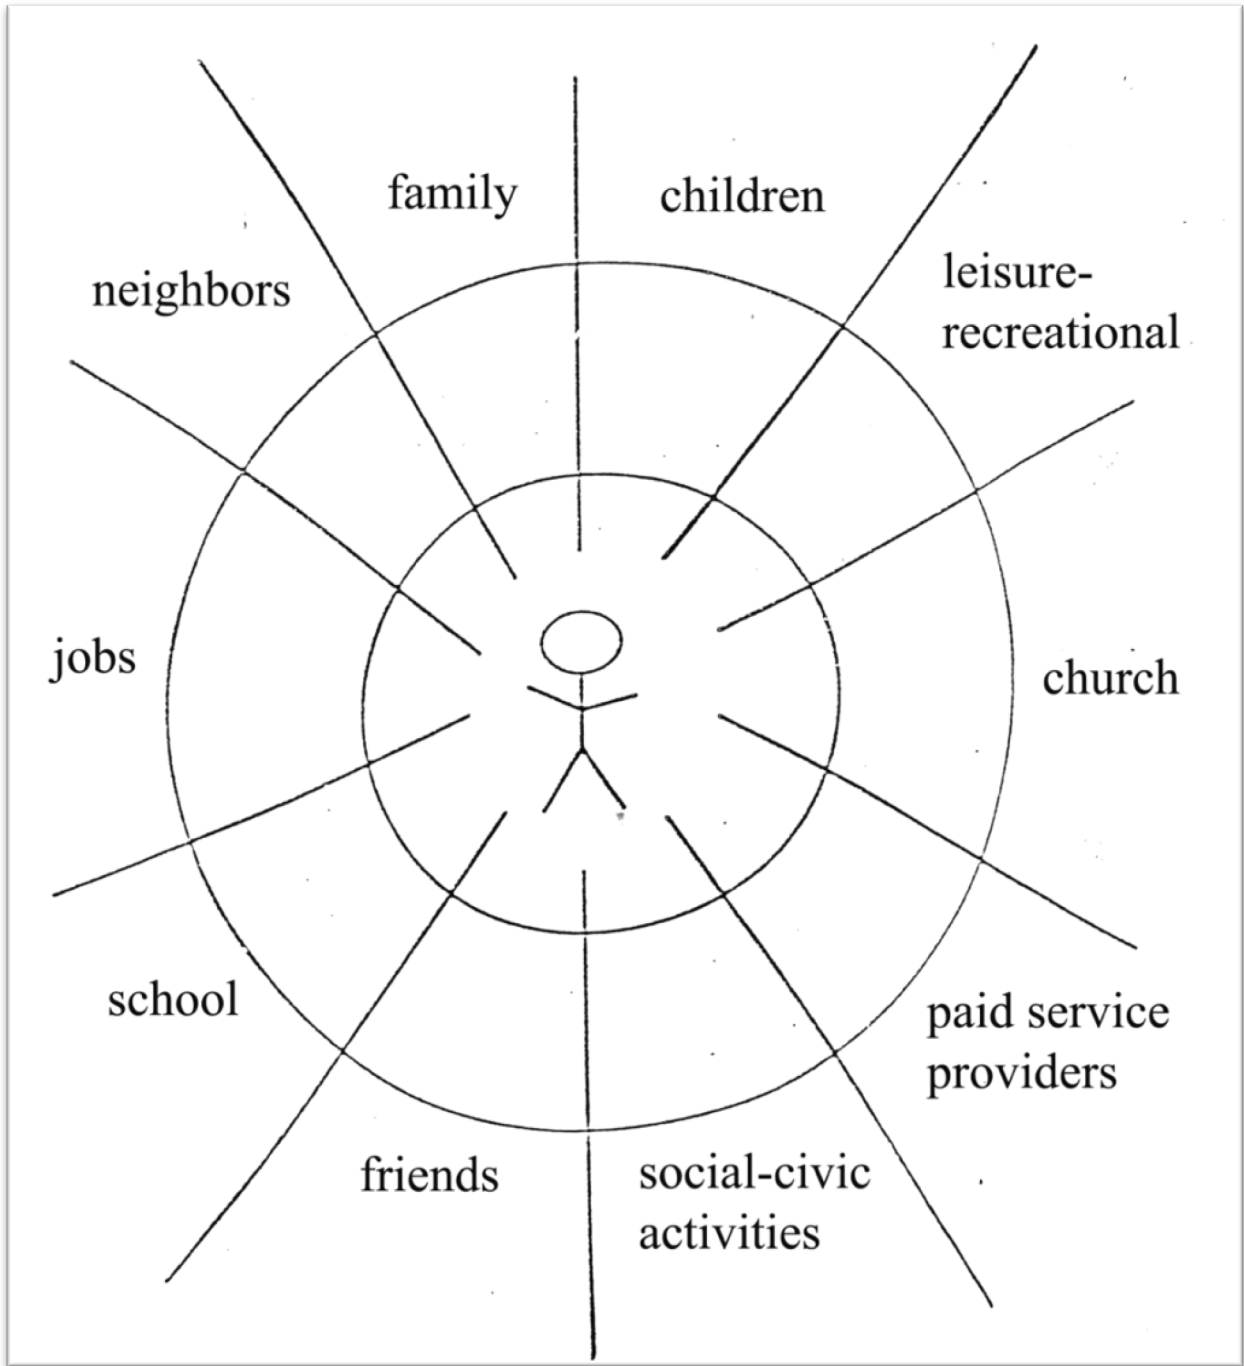 family
children
neighbors
leisure-
recreational
jobs
church
school
paid service
providers
friends
social-civic
activities